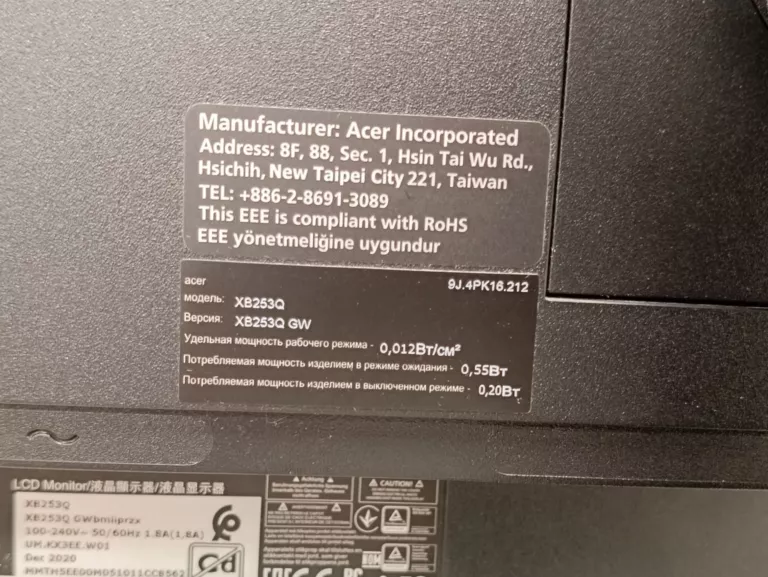 Manufacturer: Acer Incorporated
Address: 8F, 88, Sec. 1, Hsin Tai Wu Rd.,
Hsichih, New Taipei City 221, Taiwan
TEL: +886-2-8691-3089
This EEE is compliant with RoHS
EEE yönetmeliğine uygundur
acer 9J.4PK16.212
модель: XB253Q
Версия: XB253Q GW
Удельная мощность рабочего режима - 0,012Вт/см²
Потребляемая мощность изделием в режиме ожидания - 0,55Вт
Потребляемая мощность изделием в выключенном режиме - 0,20Вт
LCD Monitor/液晶顯示器/液晶显示器
XB253Q
XB253Q GWbmiiprzx
100-240V~ 50/60Hz 1.8A(1,8A)
UM.KX3EE.W01
Dec 2020
Cd
Achtung
CAUTION!